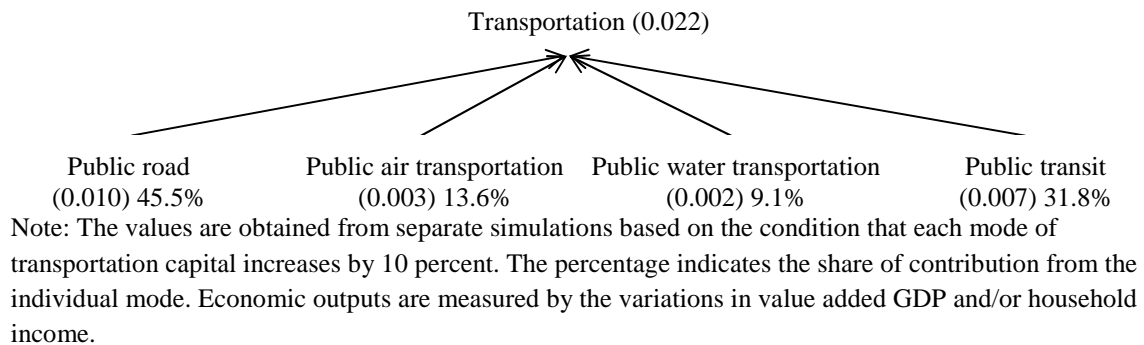 Transportation (0.022)
Public road
(0.010) 45.5%
Public air transportation
(0.003) 13.6%
Public water transportation
(0.002) 9.1%
Public transit
(0.007) 31.8%
Note: The values are obtained from separate simulations based on the condition that each mode of
transportation capital increases by 10 percent. The percentage indicates the share of contribution from the
individual mode. Economic outputs are measured by the variations in value added GDP and/or household
income.